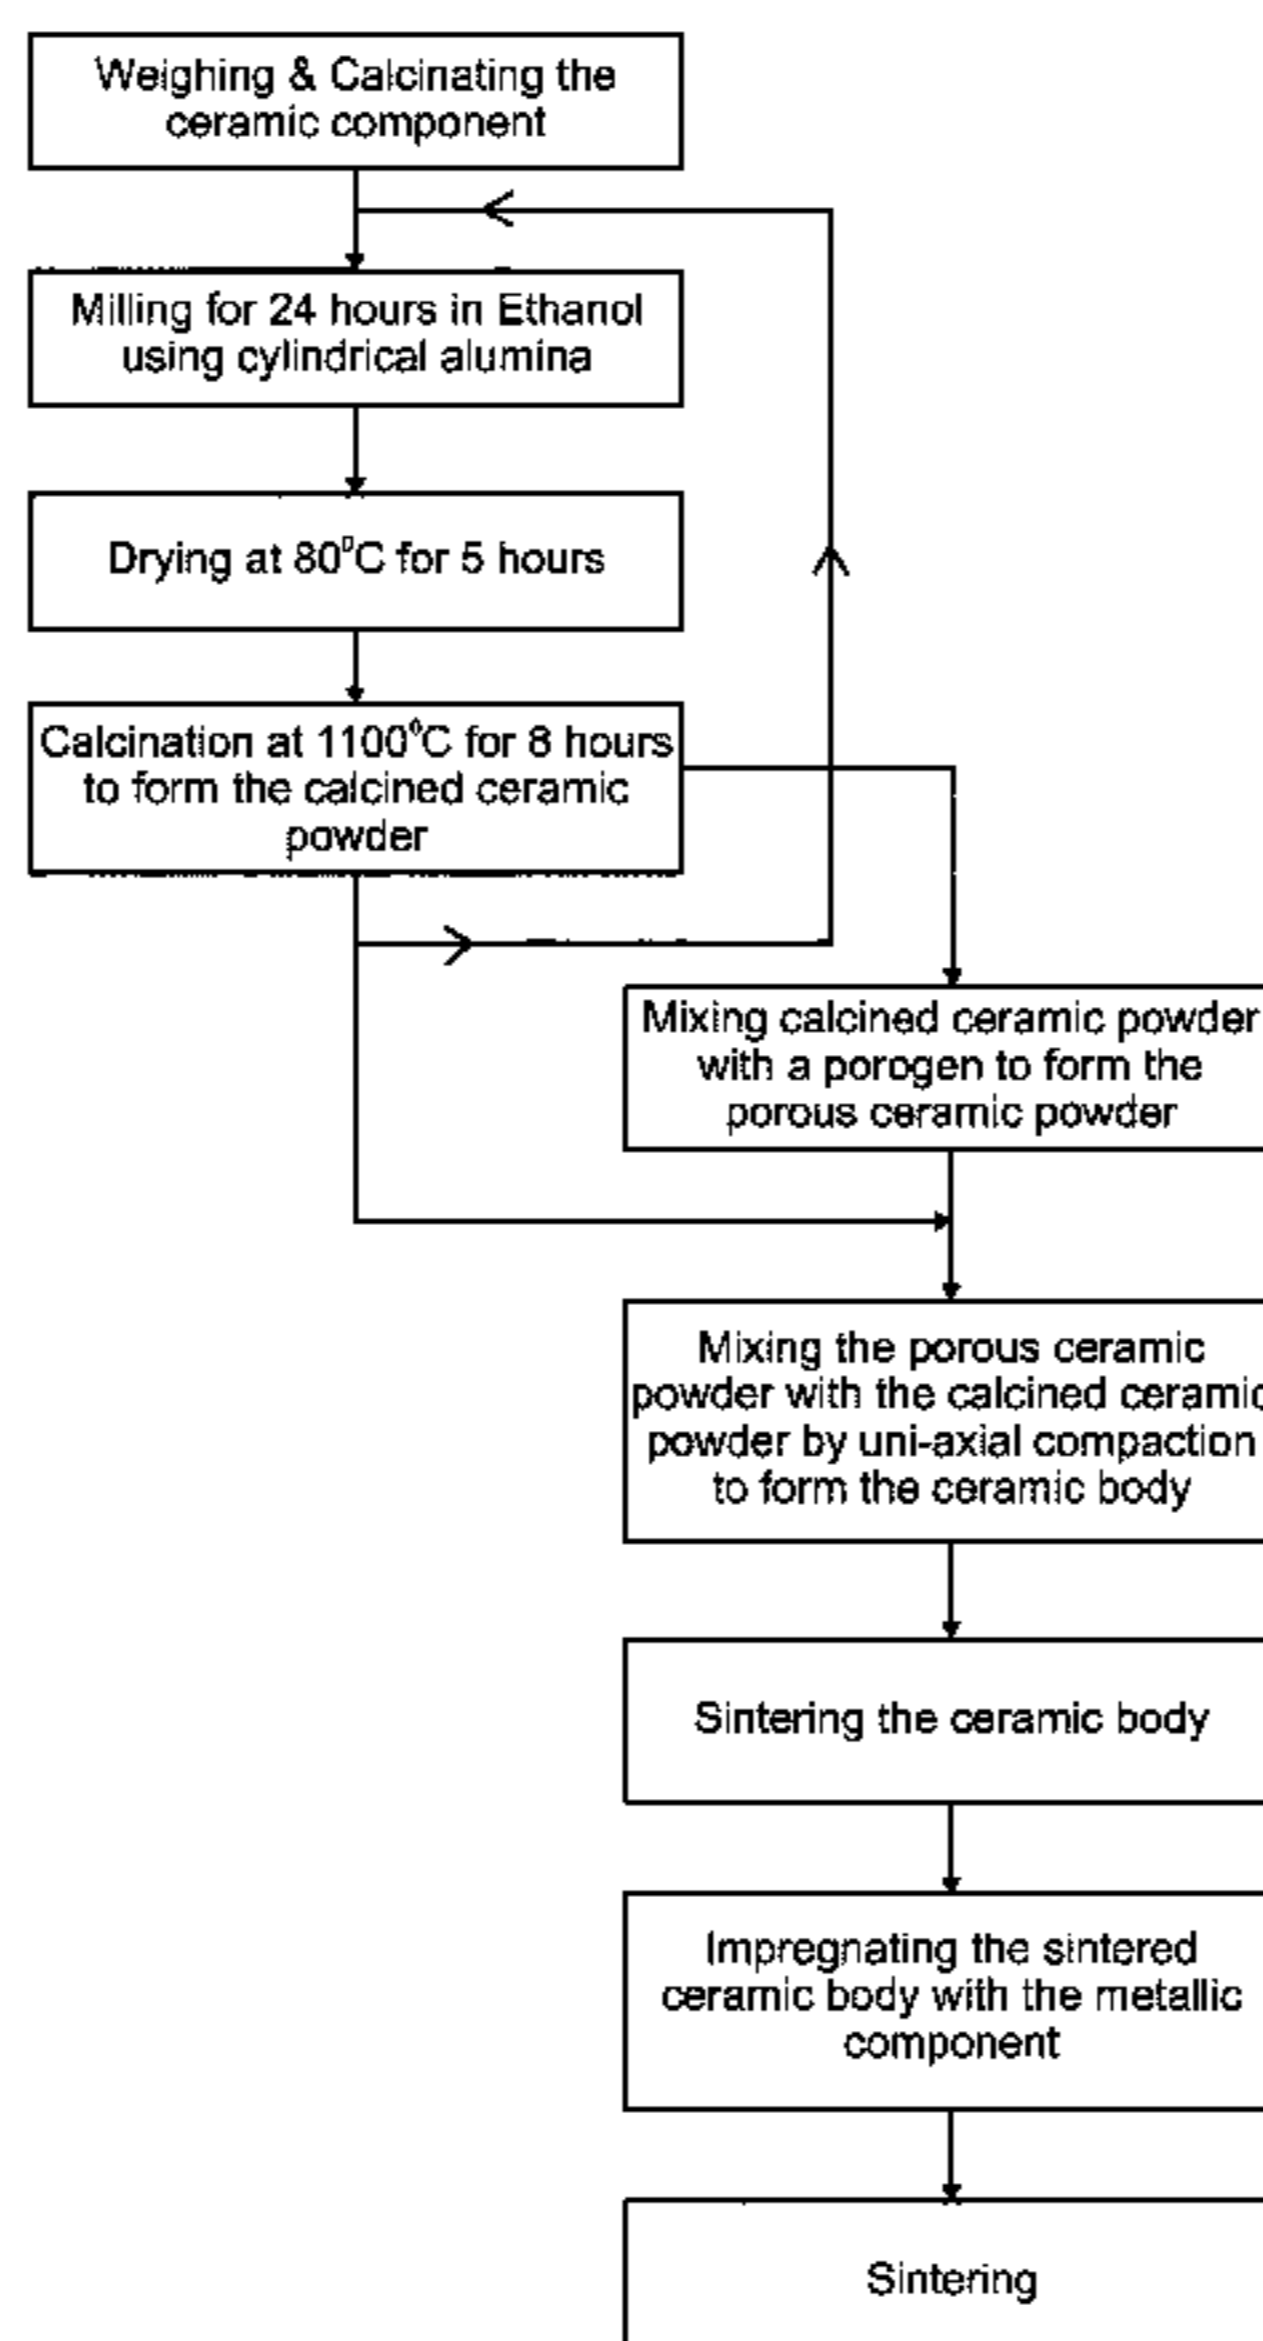 Weighing & Calcinating the
ceramic component
Milling for 24 hours in Ethanol
using cylindrical alumina
Drying at 80°C for 5 hours
Calcination at 1100°C for 8 hours
to form the calcined ceramic
powder
Mixing calcined ceramic powder
with a porogen to form the
porous ceramic powder
Mixing the porous ceramic
powder with the calcined ceramic
powder by uni-axial compaction
to form the ceramic body
Sintering the ceramic body
Impregnating the sintered
ceramic body with the metallic
component
Sintering